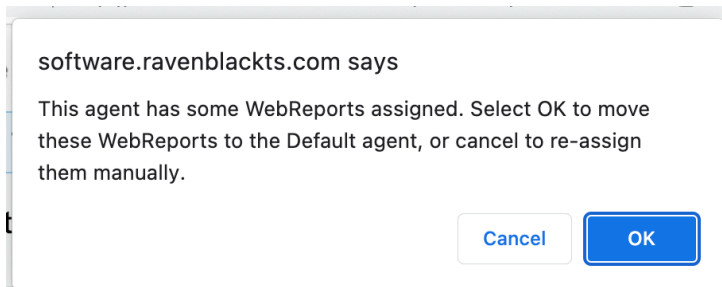 software.ravenblackts.com says
This agent has some WebReports assigned. Select OK to move
these WebReports to the Default agent, or cancel to re-assign
them manually.
Cancel
OK